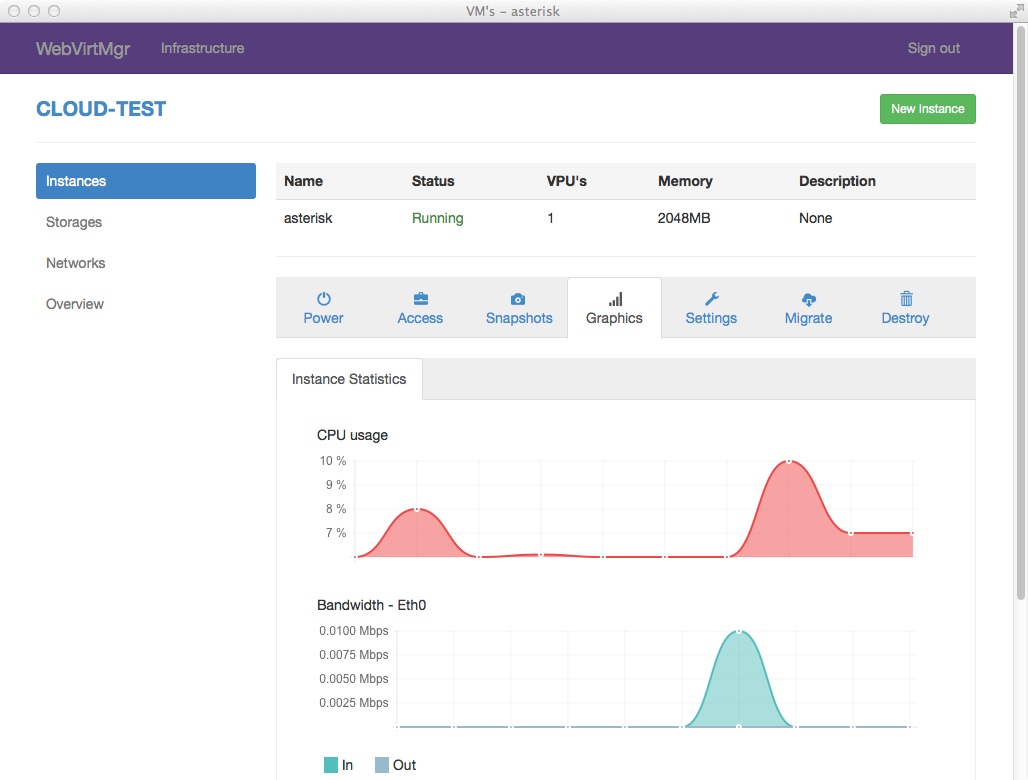 VM's – asterisk
WebVirtMgr Infrastructure Sign out
CLOUD-TEST New Instance
Instances
Storages
Networks
Overview
Name Status VPU's Memory Description
asterisk Running 1 2048MB None
Power Access Snapshots Graphics Settings Migrate Destroy
Instance Statistics
CPU usage
10 %
9 %
8 %
7 %
Bandwidth - Eth0
0.0100 Mbps
0.0075 Mbps
0.0050 Mbps
0.0025 Mbps
In Out